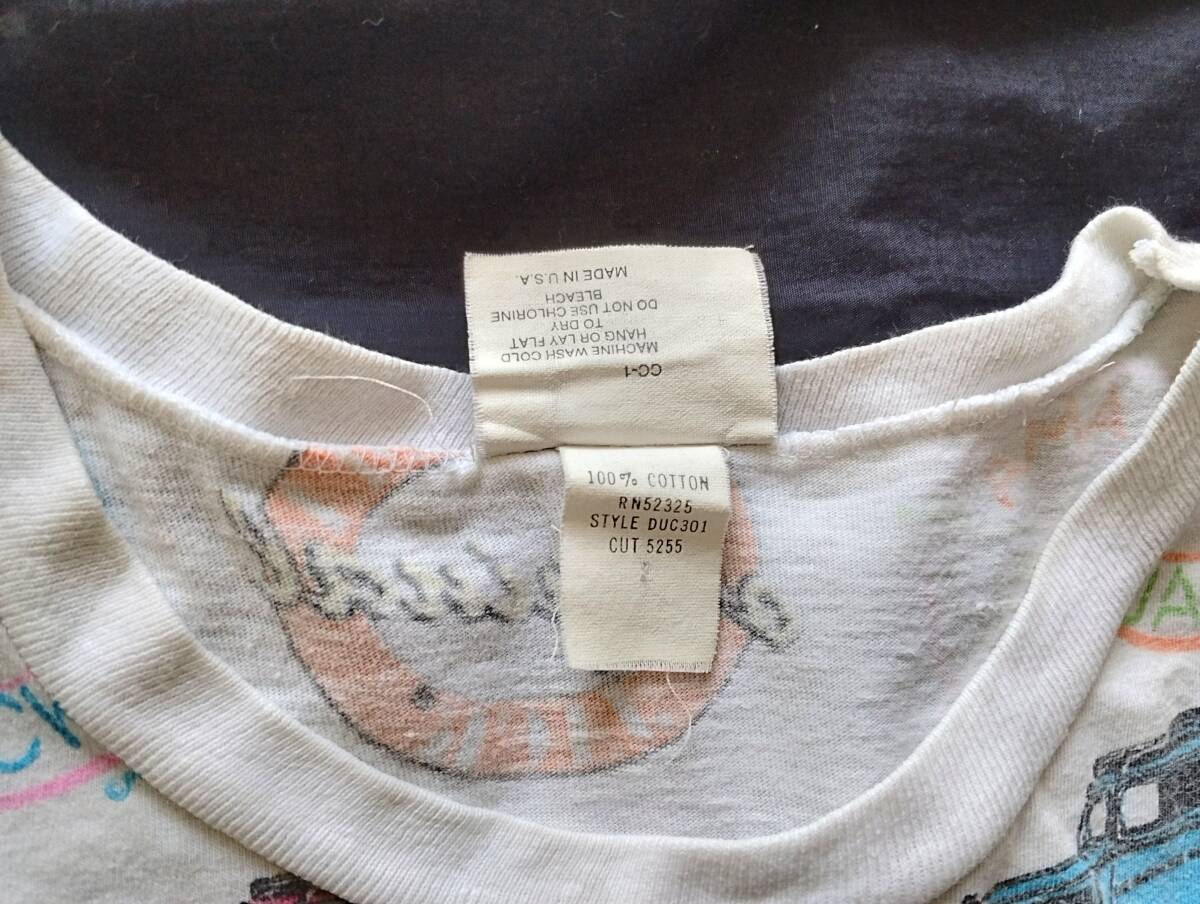 GC-1
MACHINE WASH COLD
HANG OR LAY FLAT
TO DRY
DO NOT USE CHLORINE
BLEACH
MADE IN U.S.A.
100% COTTON
RN52325
STYLE DUC301
CUT 5255